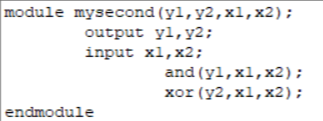 module mysecond(y1,y2,x1,x2);
output y1,y2;
input x1,x2;
and(y1,x1,x2);
xor(y2,x1,x2);
endmodule